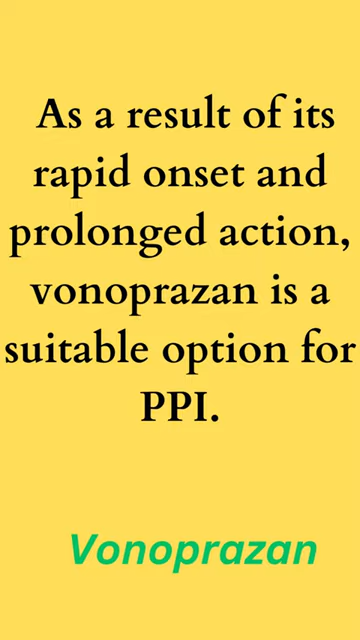 As a result of its
rapid onset and
prolonged action,
vonoprazan is a
suitable option for
PPI.
Vonoprazan